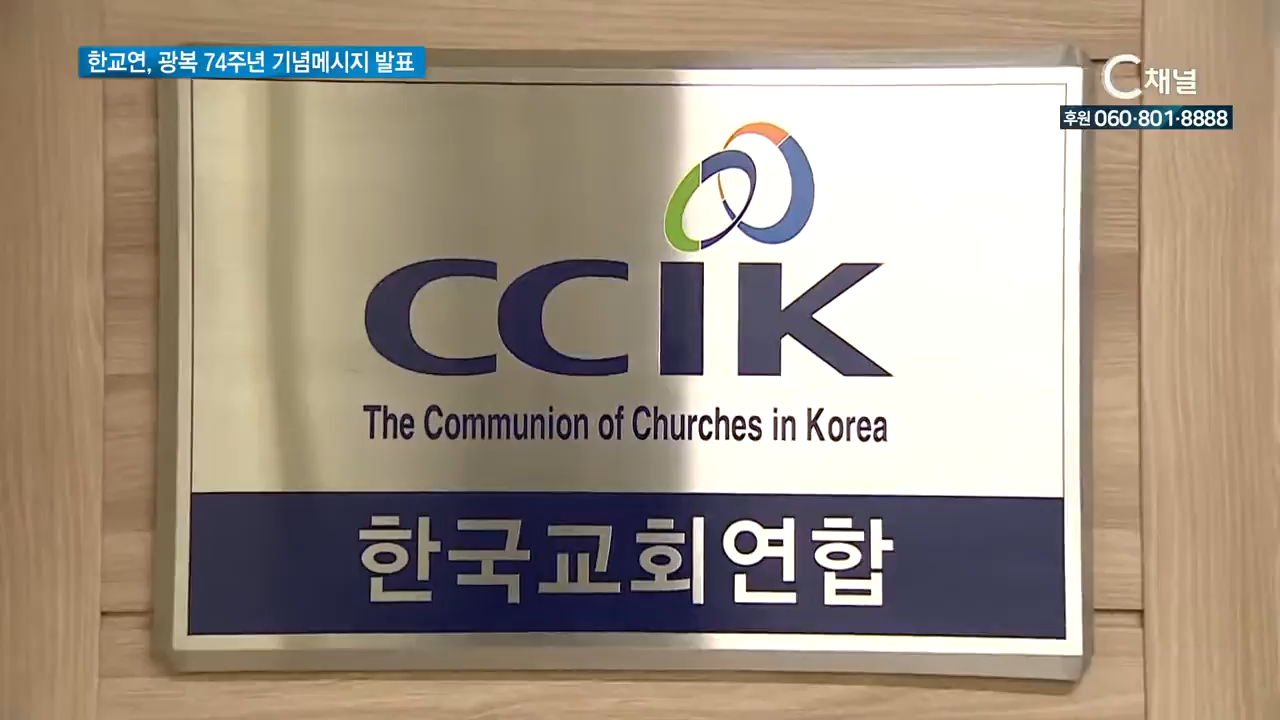 한교연, 광복 74주년 기념메시지 발표
C채널
후원 060·801·8888
CCIK
The Communion of Churches in Korea
한국교회연합